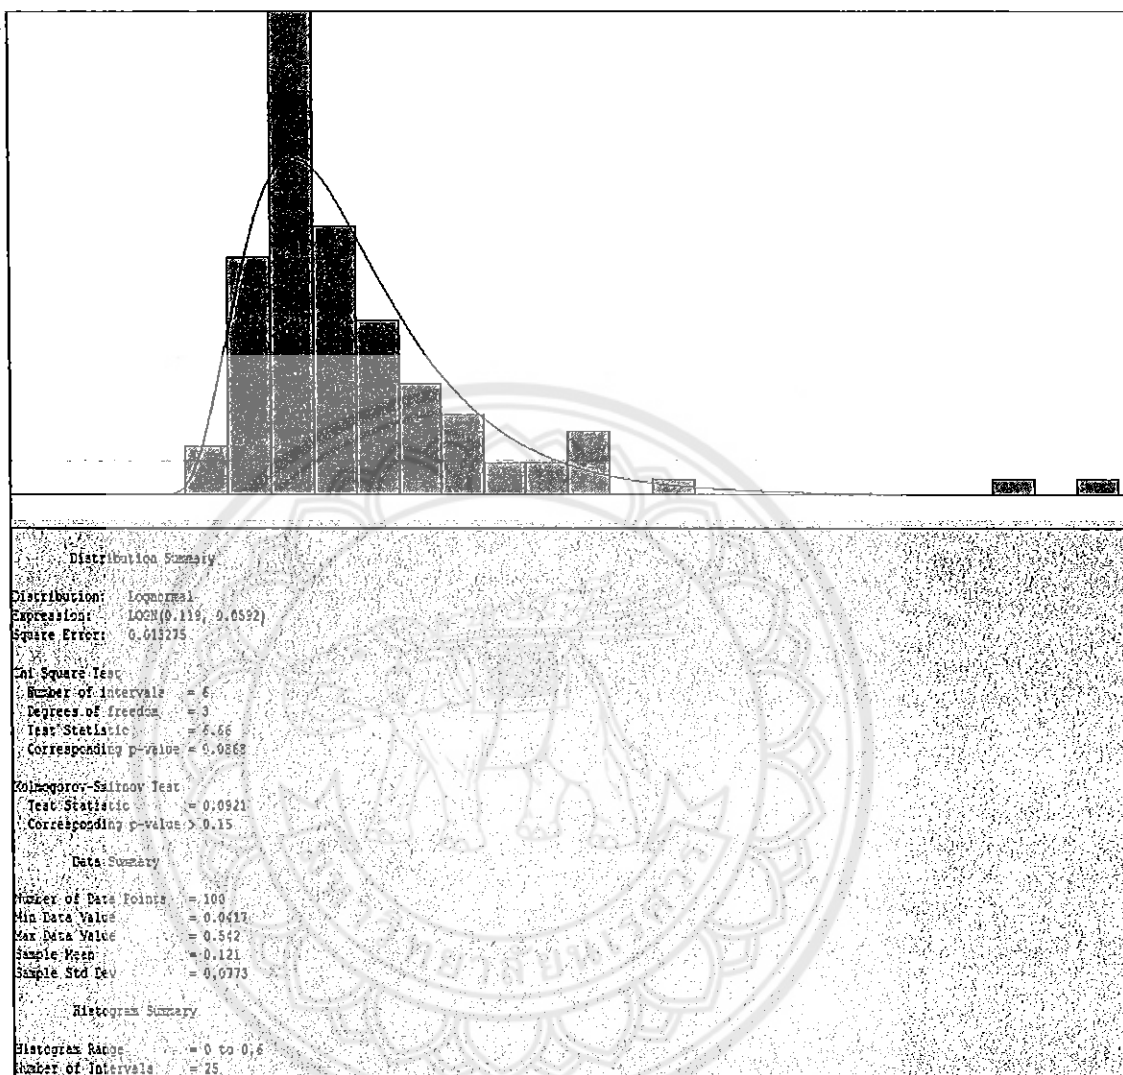 Distribution Summary
Distribution: Lognormal
Expression: LOGN(0.119, 0.0592)
Square Error: 0.013275
Chi Square Test
Number of intervals = 6
Degrees of freedom = 3
Test Statistic = 6.66
Corresponding p-value = 0.0868
Kolmogorov-Smirnov Test
Test Statistic = 0.0921
Corresponding p-value > 0.15
Data Summary
Number of Data Points = 100
Min Data Value = 0.0417
Max Data Value = 0.542
Sample Mean = 0.121
Sample Std Dev = 0.0773
Histogram Summary
Histogram Range = 0 to 0.6
Number of Intervals = 25